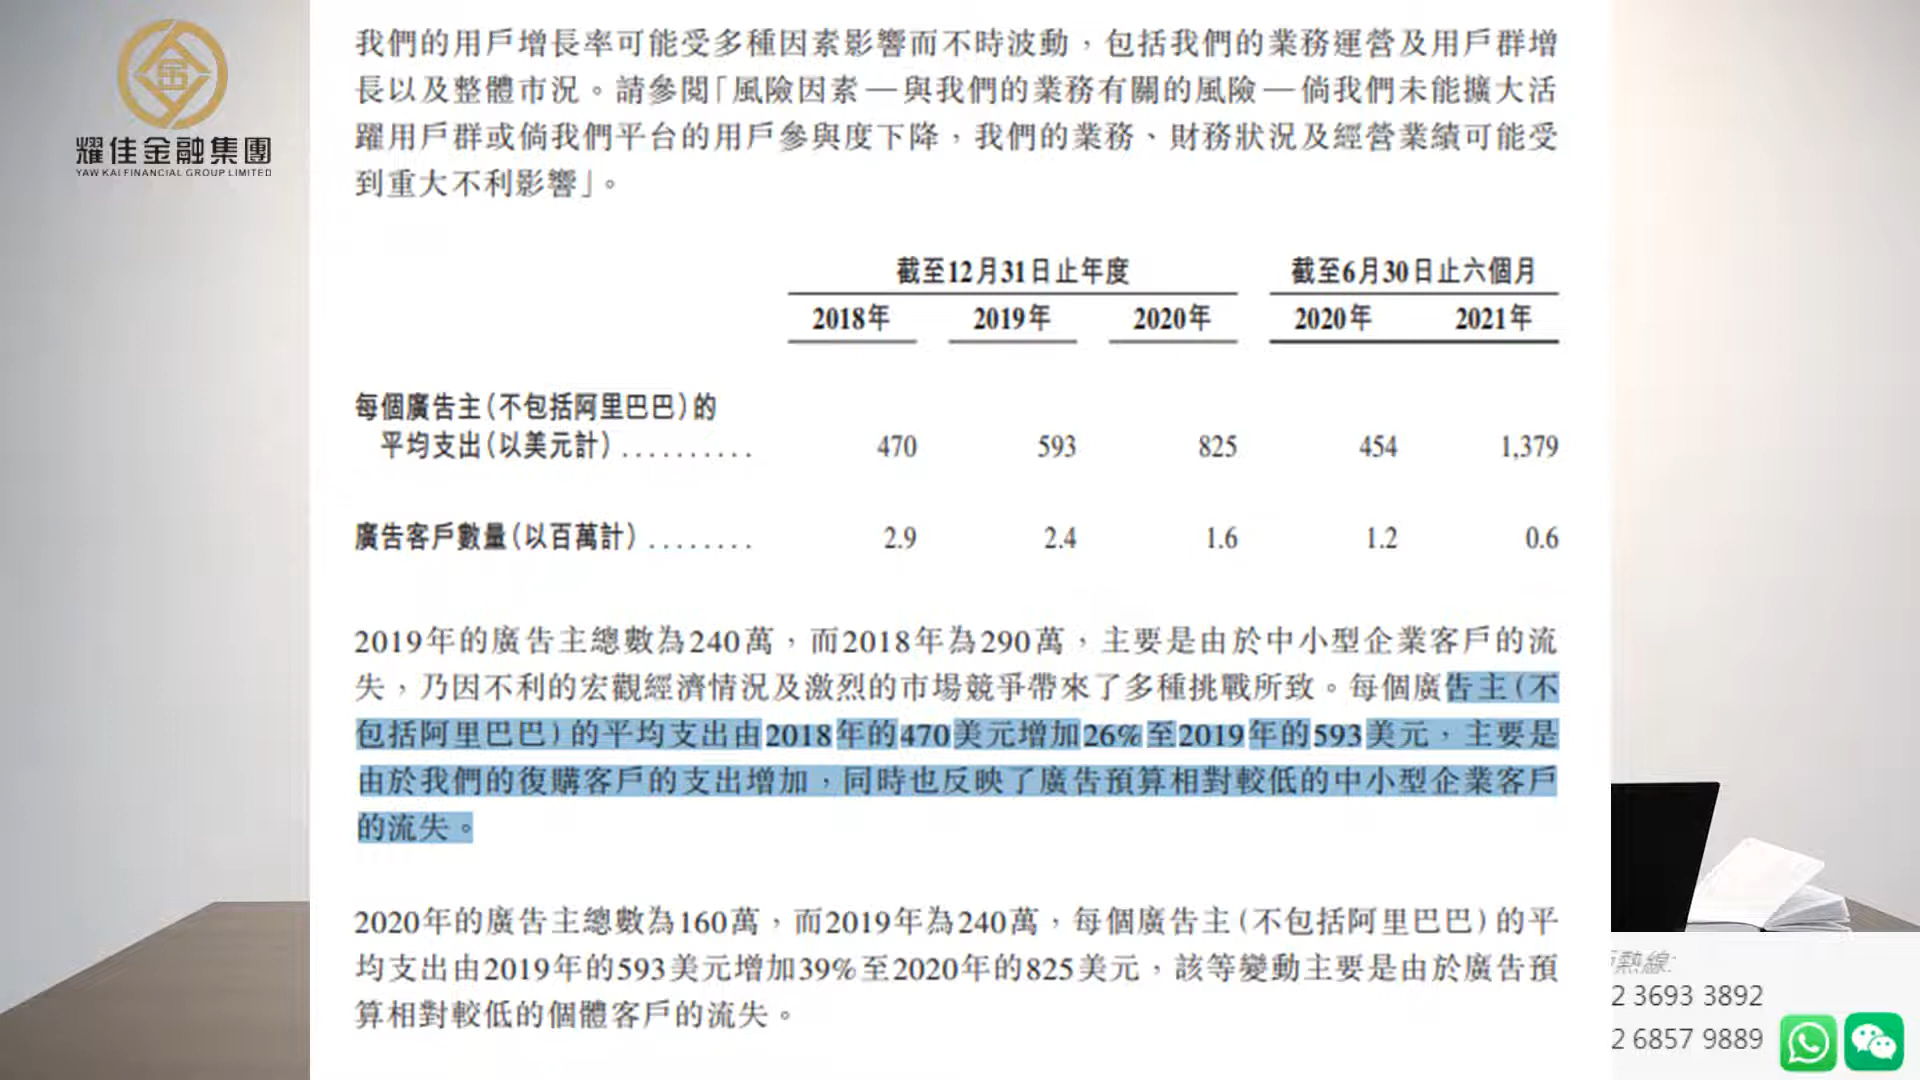 耀佳金融集團
YAW KAI FINANCIAL GROUP LIMITED
我們的用戶增長率可能受多種因素影響而不時波動，包括我們的業務運營及用戶群增
長以及整體市況。請參閱「風險因素 — 與我們的業務有關的風險 — 倘我們未能擴大活
躍用戶群或倘我們平台的用戶參與度下降，我們的業務、財務狀況及經營業績可能受
到重大不利影響」。
截至12月31日止年度 截至6月30日止六個月
2018年 2019年 2020年 2020年 2021年
每個廣告主(不包括阿里巴巴)的
平均支出(以美元計) .......... 470 593 825 454 1,379
廣告客戶數量(以百萬計) ........ 2.9 2.4 1.6 1.2 0.6
2019年的廣告主總數為240萬，而2018年為290萬，主要是由於中小型企業客戶的流
失，乃因不利的宏觀經濟情況及激烈的市場競爭帶來了多種挑戰所致。每個廣告主(不
包括阿里巴巴)的平均支出由2018年的470美元增加26%至2019年的593美元，主要是
由於我們的復購客戶的支出增加，同時也反映了廣告預算相對較低的中小型企業客戶
的流失。
2020年的廣告主總數為160萬，而2019年為240萬，每個廣告主(不包括阿里巴巴)的平
均支出由2019年的593美元增加39%至2020年的825美元，該等變動主要是由於廣告預
算相對較低的個體客戶的流失。
熱線:
2 3693 3892
2 6857 9889